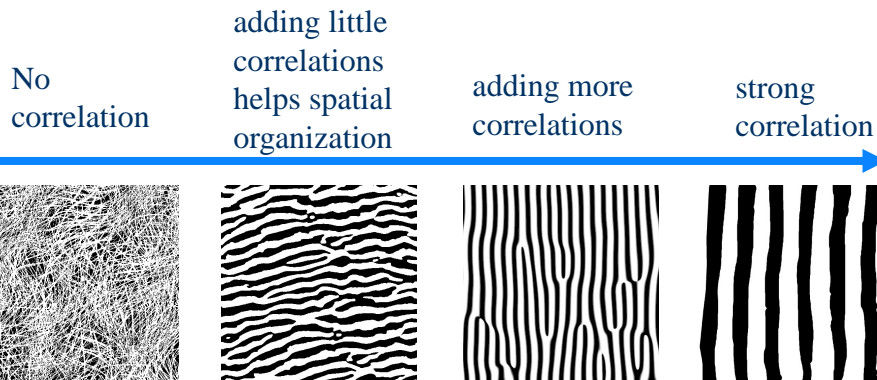 No
correlation
adding little
correlations
helps spatial
organization
adding more
correlations
strong
correlation